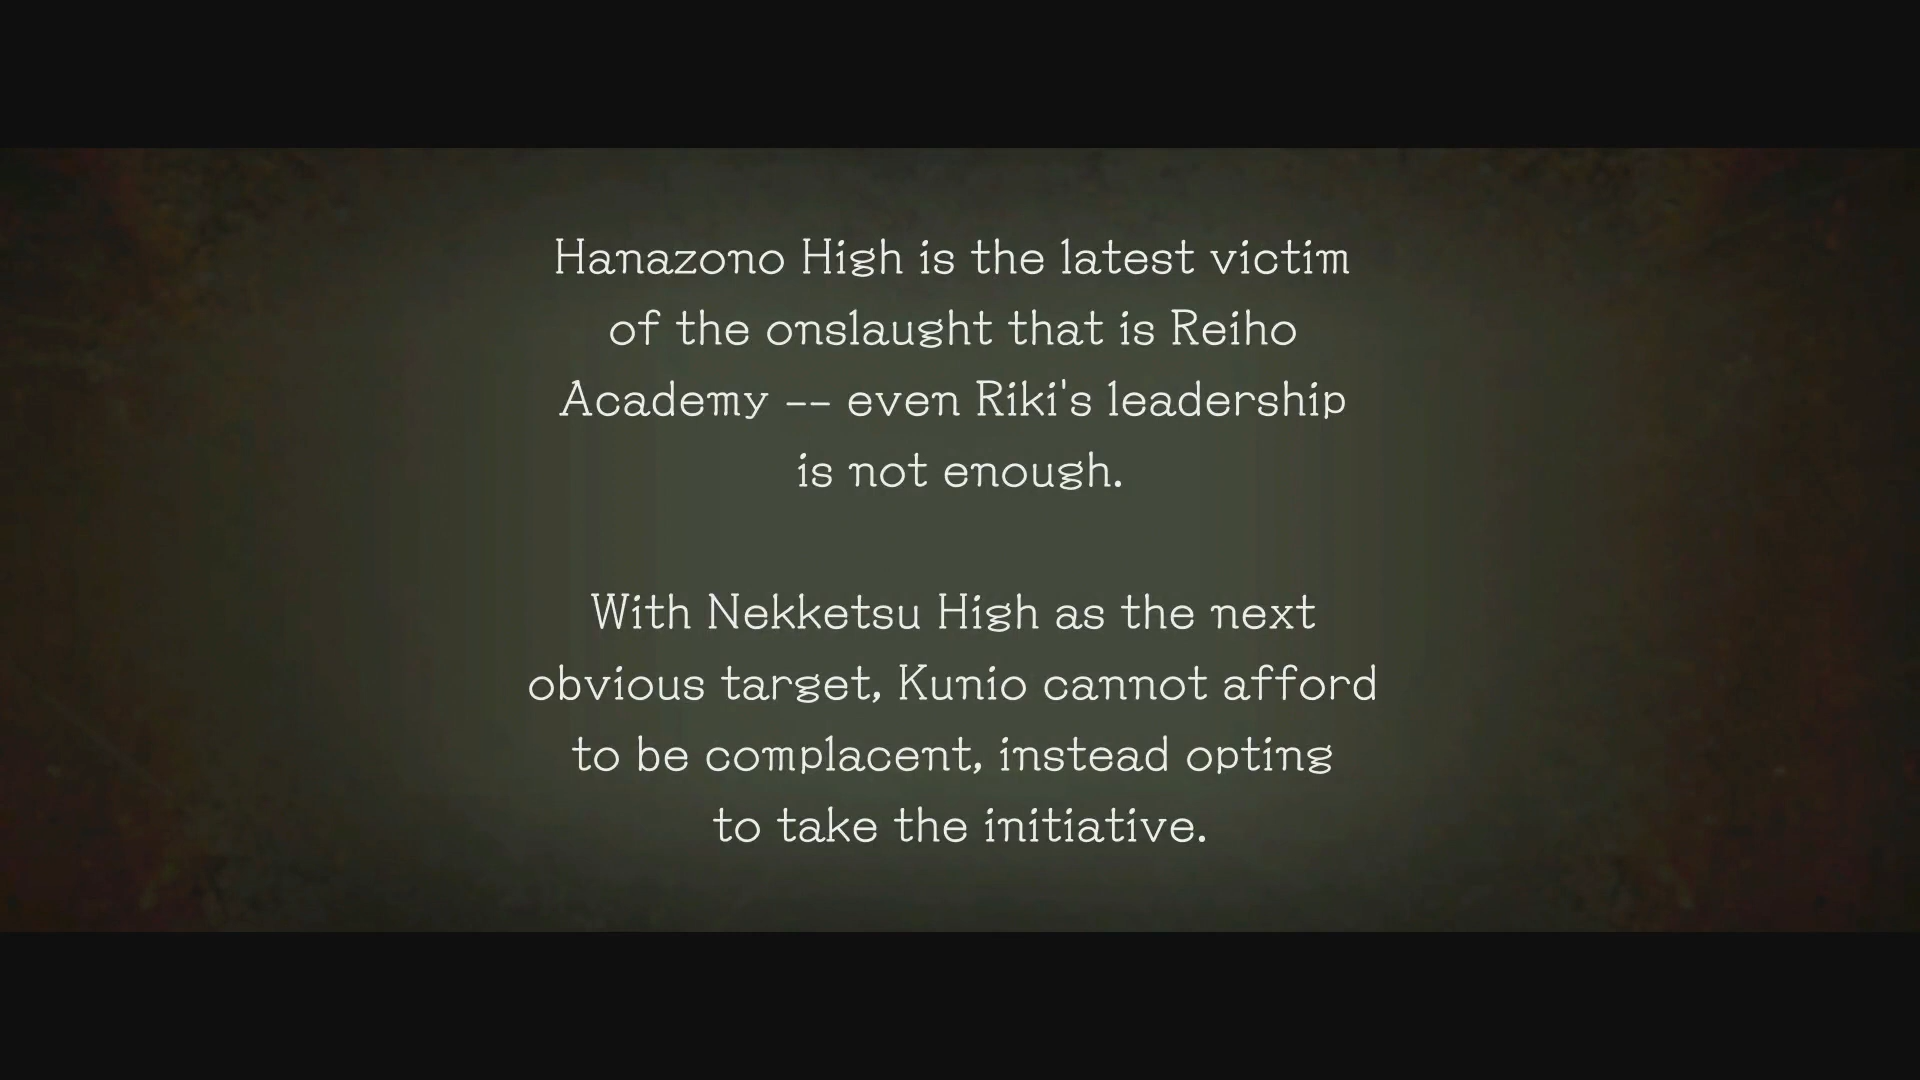 Hanazono High is the latest victim
of the onslaught that is Reiho
Academy -- even Riki's leadership
is not enough.
With Nekketsu High as the next
obvious target, Kunio cannot afford
to be complacent, instead opting
to take the initiative.